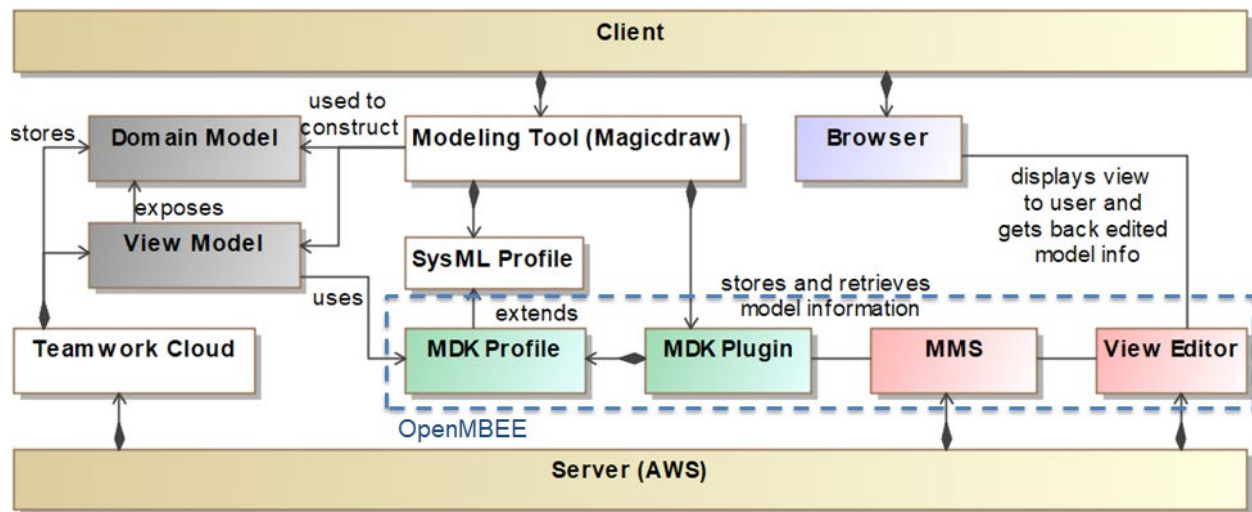 Client
used to
construct
stores
Domain Model
Modeling Tool (Magicdraw)
Browser
exposes
displays view
to user and
gets back edited
model info
View Model
SysML Profile
uses
stores and retrieves
model information
extends
Teamwork Cloud
MDK Profile
MDK Plugin
MMS
View Editor
OpenMBEE
Server (AWS)